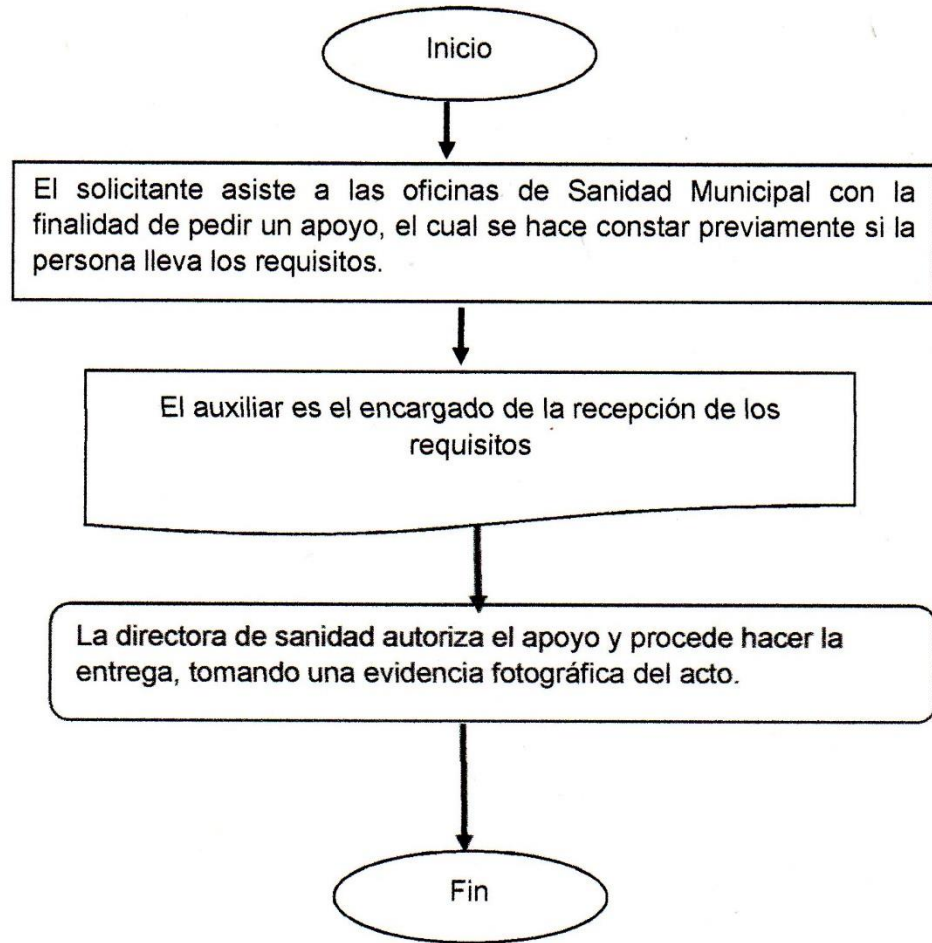 Inicio
El solicitante asiste a las oficinas de Sanidad Municipal con la
finalidad de pedir un apoyo, el cual se hace constar previamente si la
persona lleva los requisitos.
El auxiliar es el encargado de la recepción de los
requisitos
La directora de sanidad autoriza el apoyo y procede hacer la
entrega, tomando una evidencia fotográfica del acto.
Fin